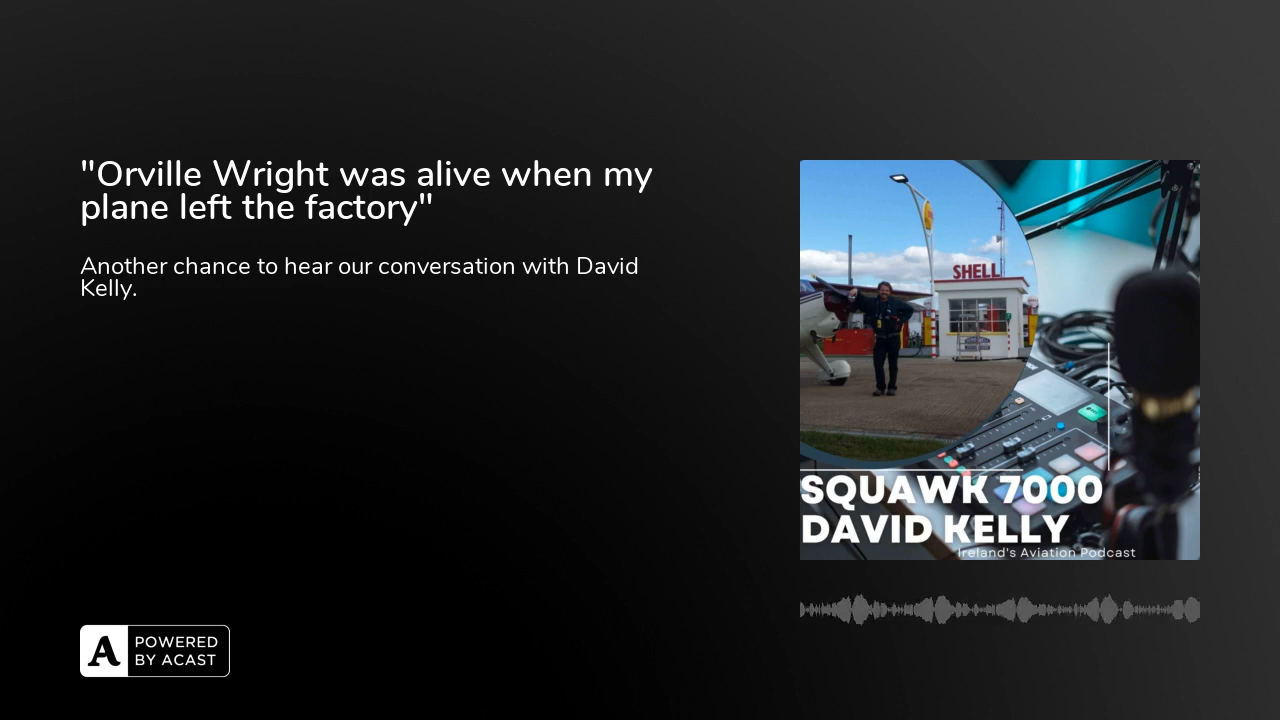 "Orville Wright was alive when my
plane left the factory"
Another chance to hear our conversation with David
Kelly.
SHELL
SQUAWK 7000
DAVID KELLY
Ireland's Aviation Podcast
A
POWERED
BY ACAST